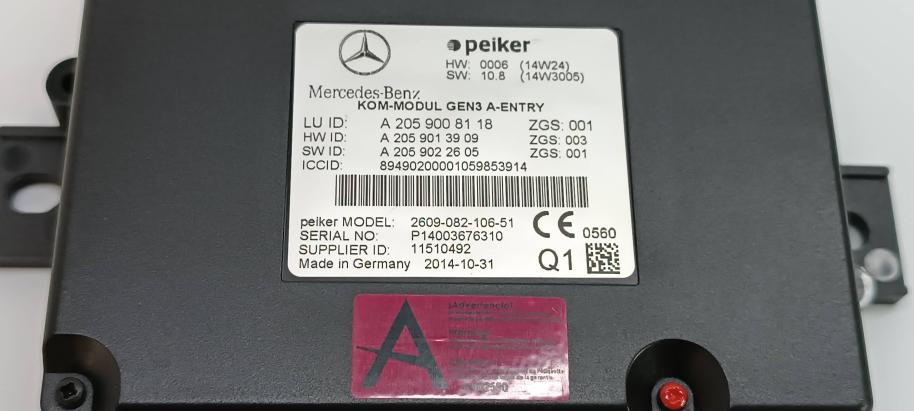 peiker
HW: 0006 (14W24)
SW: 10.8 (14W3005)
Mercedes-Benz
KOM-MODUL GEN3 A-ENTRY
LU ID: A 205 900 81 18 ZGS: 001
HW ID: A 205 901 39 09 ZGS: 003
SW ID: A 205 902 26 05 ZGS: 001
ICCID: 89490200001059853914
peiker MODEL: 2609-082-106-51
SERIAL NO: P14003676310
SUPPLIER ID: 11510492
Made in Germany 2014-10-31
CE 0560
Q1
A
¡Advertencia!
Warning